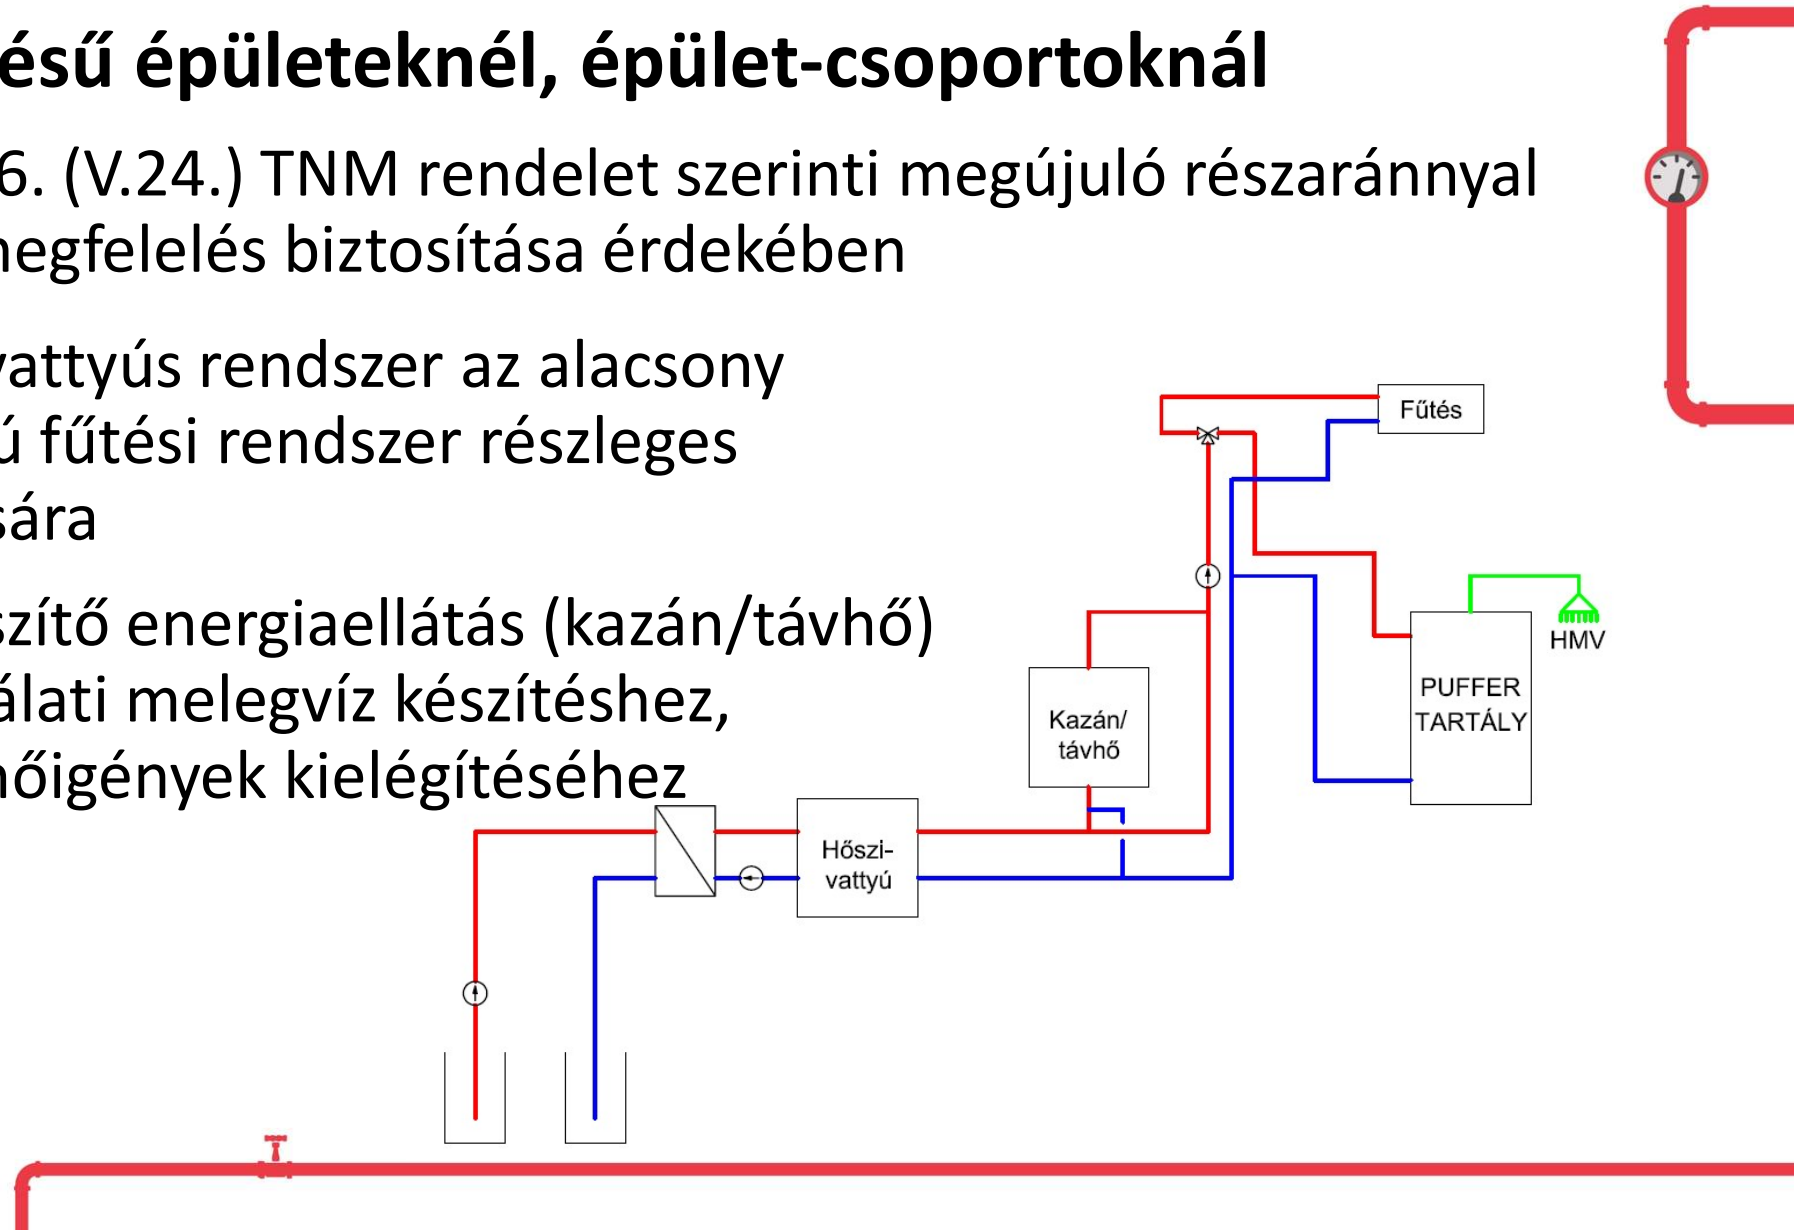 ésű épületeknél, épület-csoportoknál
6. (V.24.) TNM rendelet szerinti megújuló részaránnyal
negfelelés biztosítása érdekében
vattyús rendszer az alacsony
ú fűtési rendszer részleges
sára
szítő energiaellátás (kazán/távhő)
álati melegvíz készítéshez,
hőigények kielégítéséhez
Fűtés
HMV
PUFFER
TARTÁLY
Kazán/
távhő
Hőszi-
vattyú